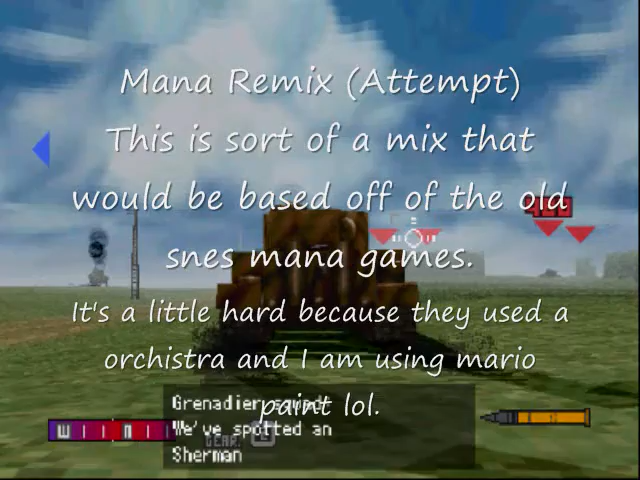 Mana Remix (Attempt)
This is sort of a mix that
would be based off of the old
snes mana games.
It's a little hard because they used a
orchistra and I am using mario
paint lol.
Grenadier squad
We've spotted an
Sherman
GEAR